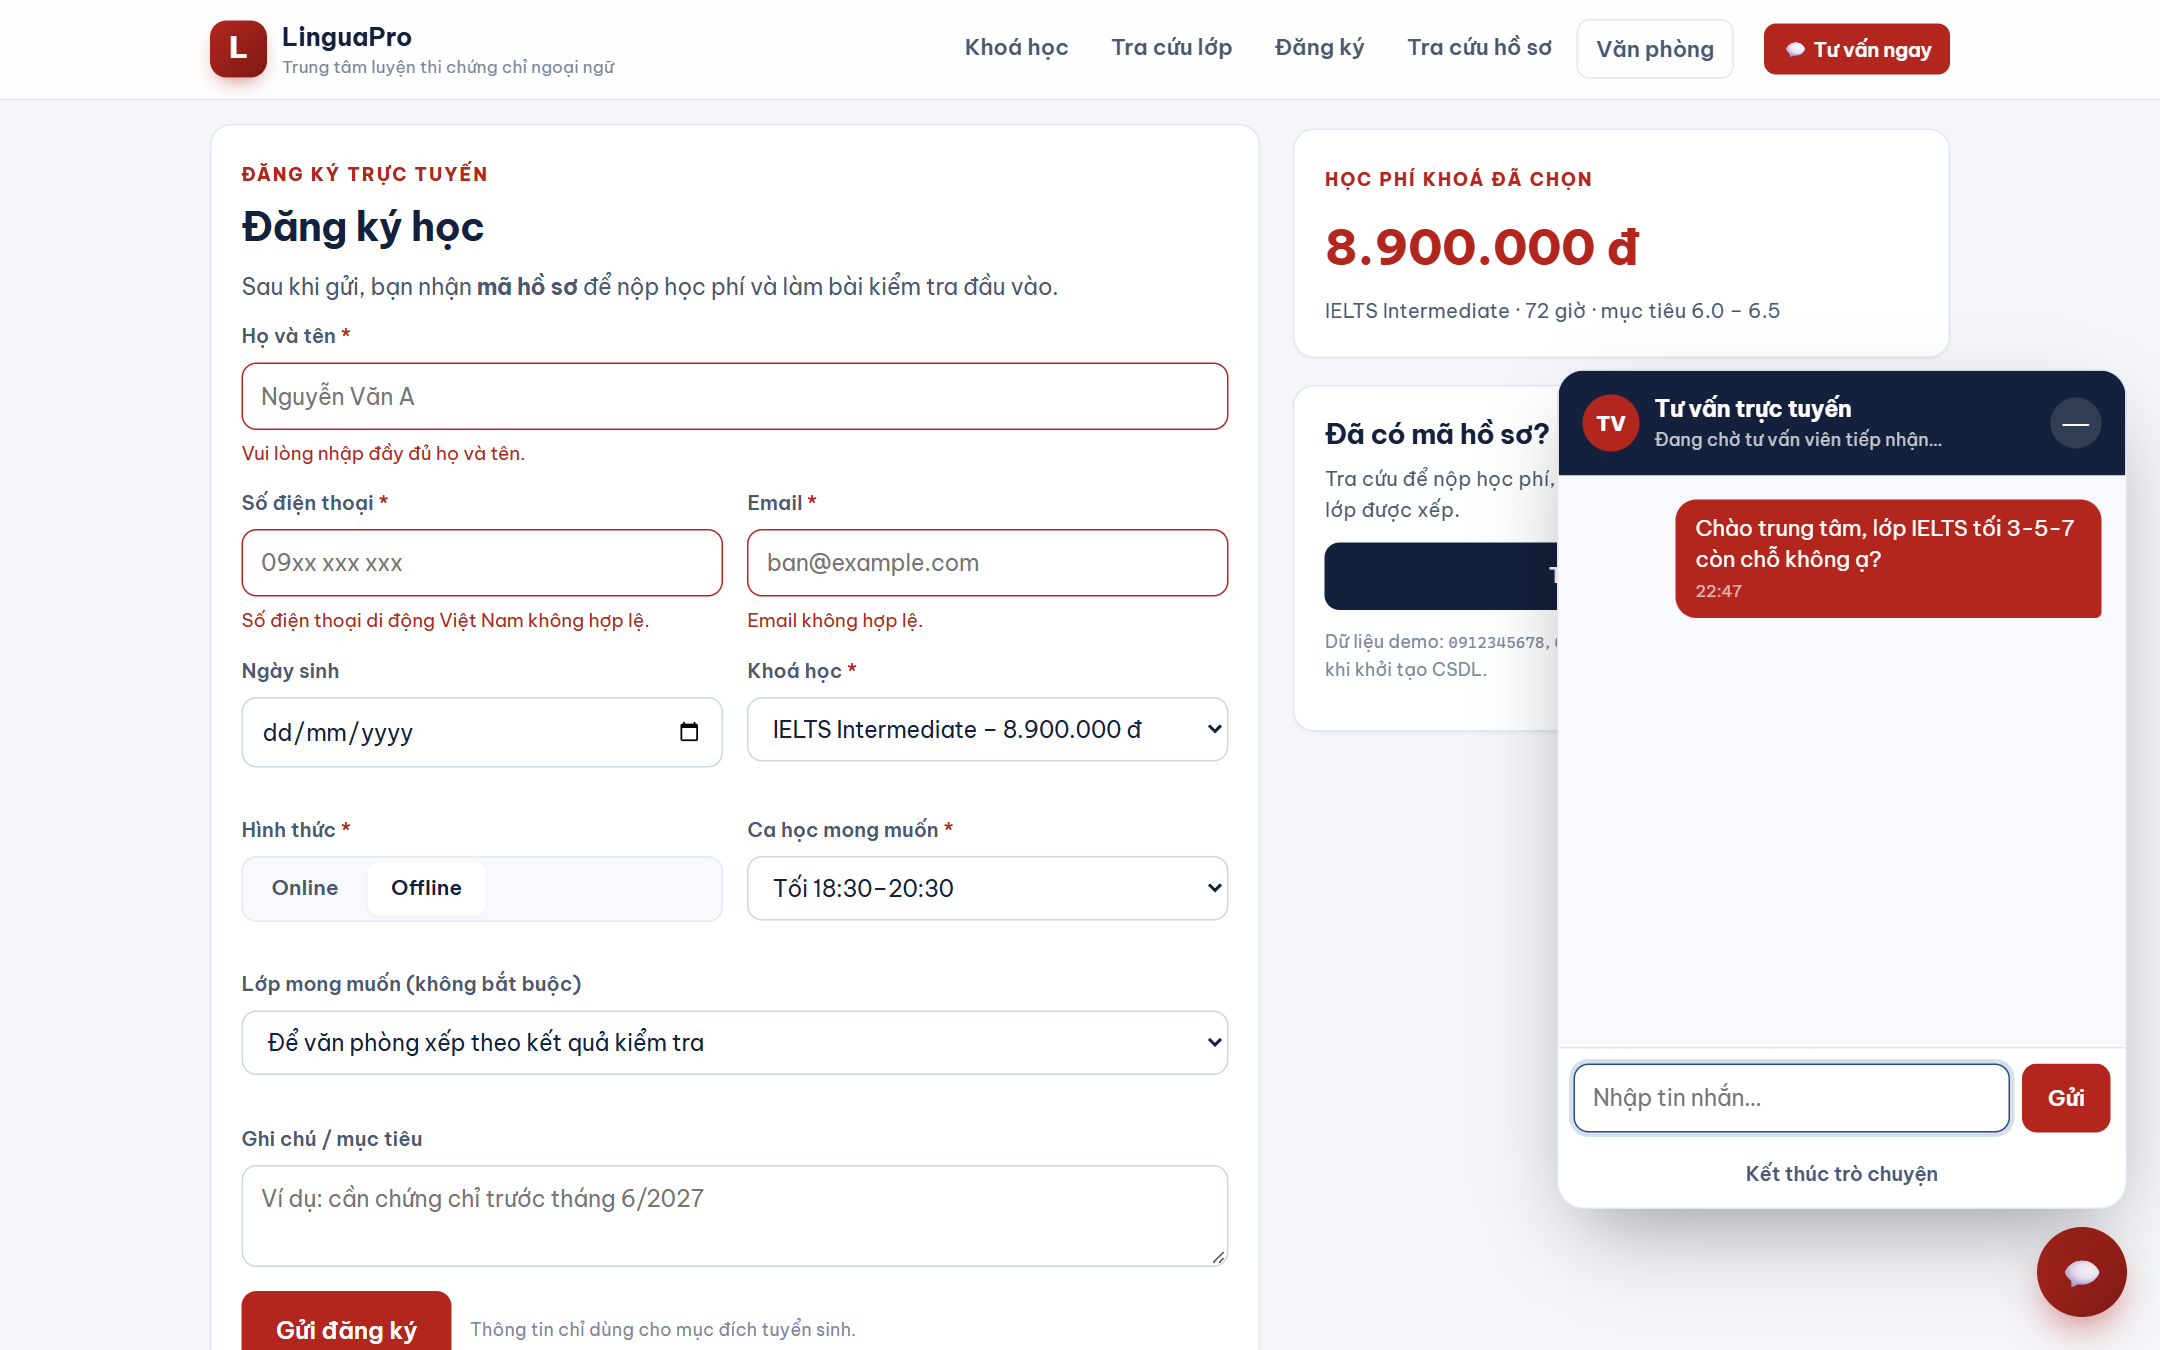 L
LinguaPro
Trung tâm luyện thi chứng chỉ ngoại ngữ
Khoá học
Tra cứu lớp
Đăng ký
Tra cứu hồ sơ
Văn phòng
Tư vấn ngay
ĐĂNG KÝ TRỰC TUYẾN
Đăng ký học
Sau khi gửi, bạn nhận mã hồ sơ để nộp học phí và làm bài kiểm tra đầu vào.
Họ và tên *
Nguyễn Văn A
Vui lòng nhập đầy đủ họ và tên.
Số điện thoại *
Email *
09xx xxx xxx
ban@example.com
Số điện thoại di động Việt Nam không hợp lệ.
Email không hợp lệ.
Ngày sinh
Khoá học *
dd/mm/yyyy
IELTS Intermediate – 8.900.000 đ
Hình thức *
Ca học mong muốn *
Online
Offline
Tối 18:30–20:30
Lớp mong muốn (không bắt buộc)
Để văn phòng xếp theo kết quả kiểm tra
Ghi chú / mục tiêu
Ví dụ: cần chứng chỉ trước tháng 6/2027
Gửi đăng ký
Thông tin chỉ dùng cho mục đích tuyển sinh.
HỌC PHÍ KHOÁ ĐÃ CHỌN
8.900.000 đ
IELTS Intermediate · 72 giờ · mục tiêu 6.0 – 6.5
Đã có mã hồ sơ?
Tra cứu để nộp học phí,
lớp được xếp.
Dữ liệu demo: 0912345678,
khi khởi tạo CSDL.
TV
Tư vấn trực tuyến
Đang chờ tư vấn viên tiếp nhận...
Chào trung tâm, lớp IELTS tối 3-5-7
còn chỗ không ạ?
22:47
Nhập tin nhắn...
Gửi
Kết thúc trò chuyện